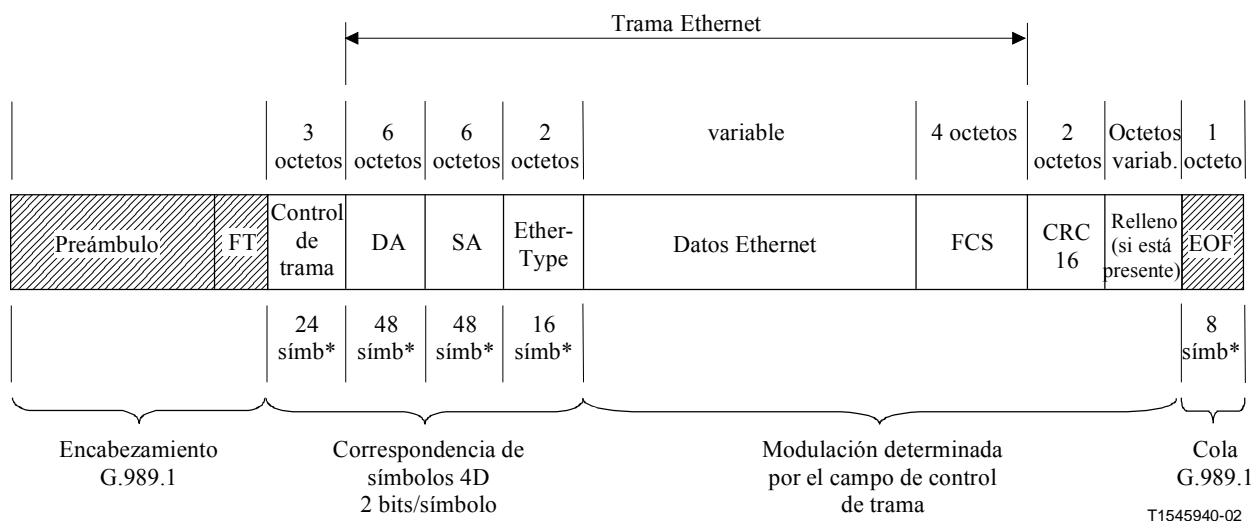 Trama Ethernet
3 octetos
6 octetos
6 octetos
2 octetos
variable
4 octetos
2 octetos
Octetos variab.
1 octeto
Preámbulo
FT
Control de trama
DA
SA
Ether-Type
Datos Ethernet
FCS
CRC 16
Relleno (si está presente)
EOF
24 símb*
48 símb*
48 símb*
16 símb*
8 símb*
Encabezamiento
G.989.1
Correspondencia de
símbolos 4D
2 bits/símbolo
Modulación determinada
por el campo de control
de trama
Cola
G.989.1
T1545940-02